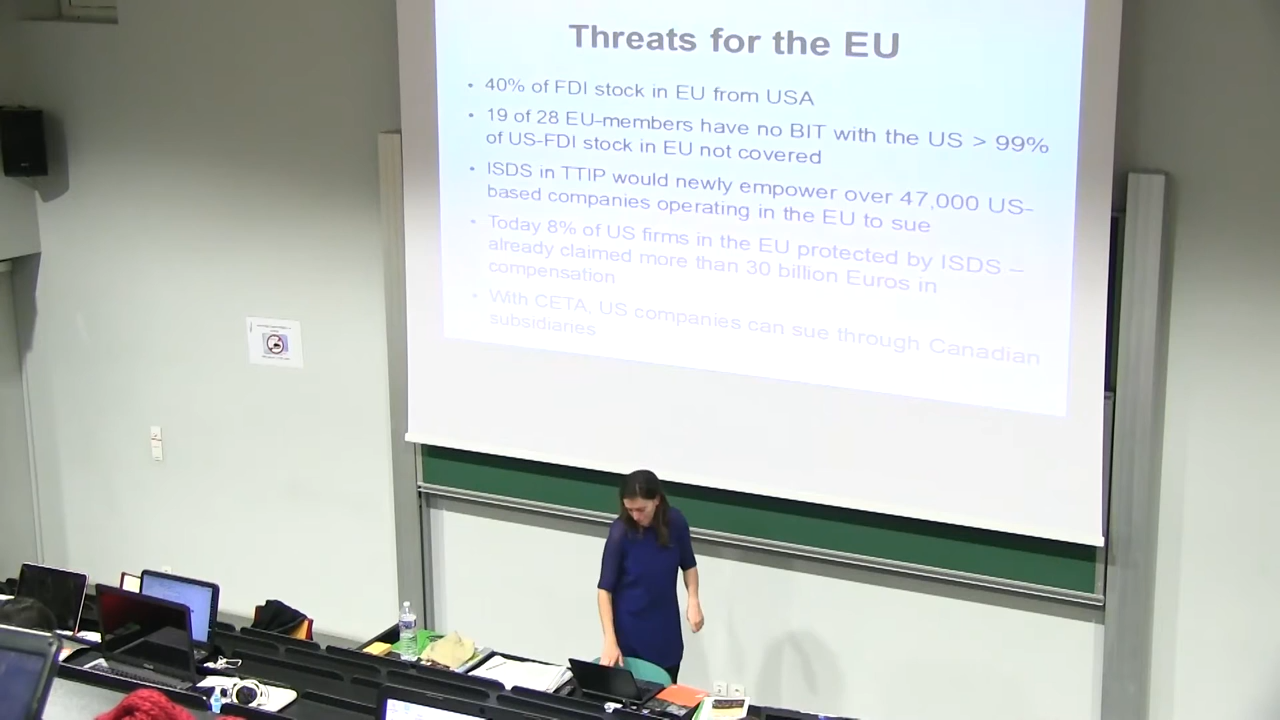 Threats for the EU
• 40% of FDI stock in EU from USA
• 19 of 28 EU-members have no BIT with the US > 99%
of US-FDI stock in EU not covered
• ISDS in TTIP would newly empower over 47,000 US-
based companies operating in the EU to sue
• Today 8% of US firms in the EU protected by ISDS –
already claimed more than 30 billion Euros in
compensation
• With CETA, US companies can sue through Canadian
subsidiaries